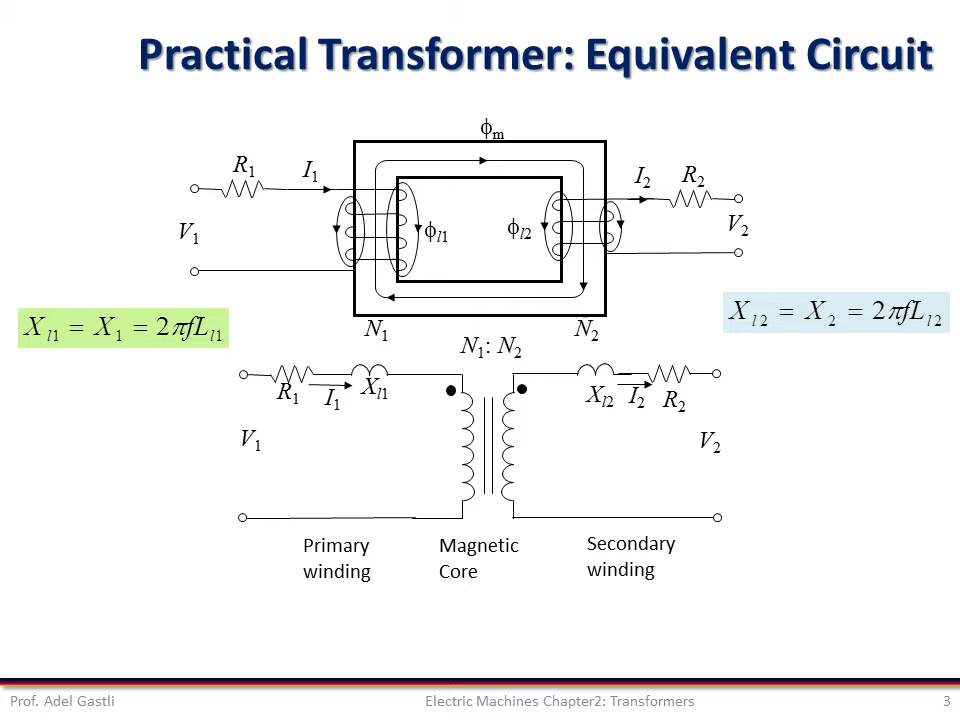 Practical Transformer: Equivalent Circuit
ϕm
R1 I1 I2 R2
V1 ϕl1 ϕl2 V2
Xl1 = X1 = 2πfLl1
Xl2 = X2 = 2πfLl2
N1 N2
N1: N2
R1 I1 Xl1 Xl2 I2 R2
V1 V2
Primary
winding
Magnetic
Core
Secondary
winding
Prof. Adel Gastli
Electric Machines Chapter2: Transformers
3